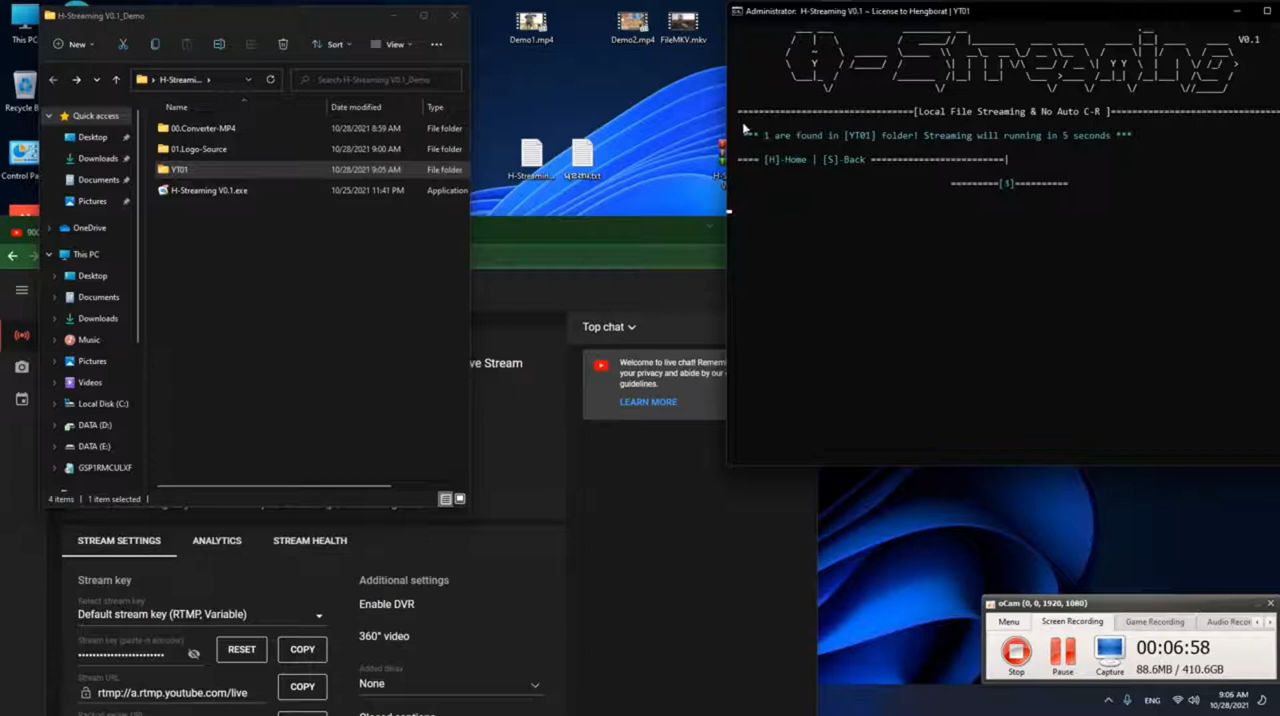 H-Streaming V0.1_Demo
New
Sort
View
H-Streami...
Search H-Streaming V0.1_Demo
Name
Date modified
Type
Quick access
Desktop
Downloads
Documents
Pictures
OneDrive
This PC
Desktop
Documents
Downloads
Music
Pictures
Videos
Local Disk (C:)
DATA (D:)
DATA (E:)
GSP1RMCULXF
00.Converter-MP4 10/28/2021 8:59 AM File folder
01.Logo-Source 10/28/2021 9:00 AM File folder
YT01 10/28/2021 9:05 AM File folder
H-Streaming V0.1.exe 10/25/2021 11:41 PM Application
4 items 1 item selected
This PC
Recycle B
Control Pa
Demo1.mp4
Demo2.mp4
FileMKV.mkv
H-Streamin...
Administrator: H-Streaming V0.1 ~ License to Hengborat | YT01
H-Streaming
V0.1
[Local File Streaming & No Auto C-R ]
*** 1 are found in [YT01] folder! Streaming will running in 5 seconds ***
==== [H]-Home | [S]-Back ========================|
=========[3]==========
ve Stream
Top chat
Welcome to live chat! Remem
your privacy and abide by our
guidelines.
LEARN MORE
STREAM SETTINGS
ANALYTICS
STREAM HEALTH
Stream key
Select stream key
Default stream key (RTMP, Variable)
Stream key (paste in encoder)
RESET
COPY
Stream URL
rtmp://a.rtmp.youtube.com/live
COPY
Additional settings
Enable DVR
360° video
Added delay
None
oCam (0, 0, 1920, 1080)
Menu
Screen Recording
Game Recording
Audio Reco
Stop
Pause
Capture
00:06:58
88.6MB / 410.6GB
ENG
9:06 AM
10/28/2021